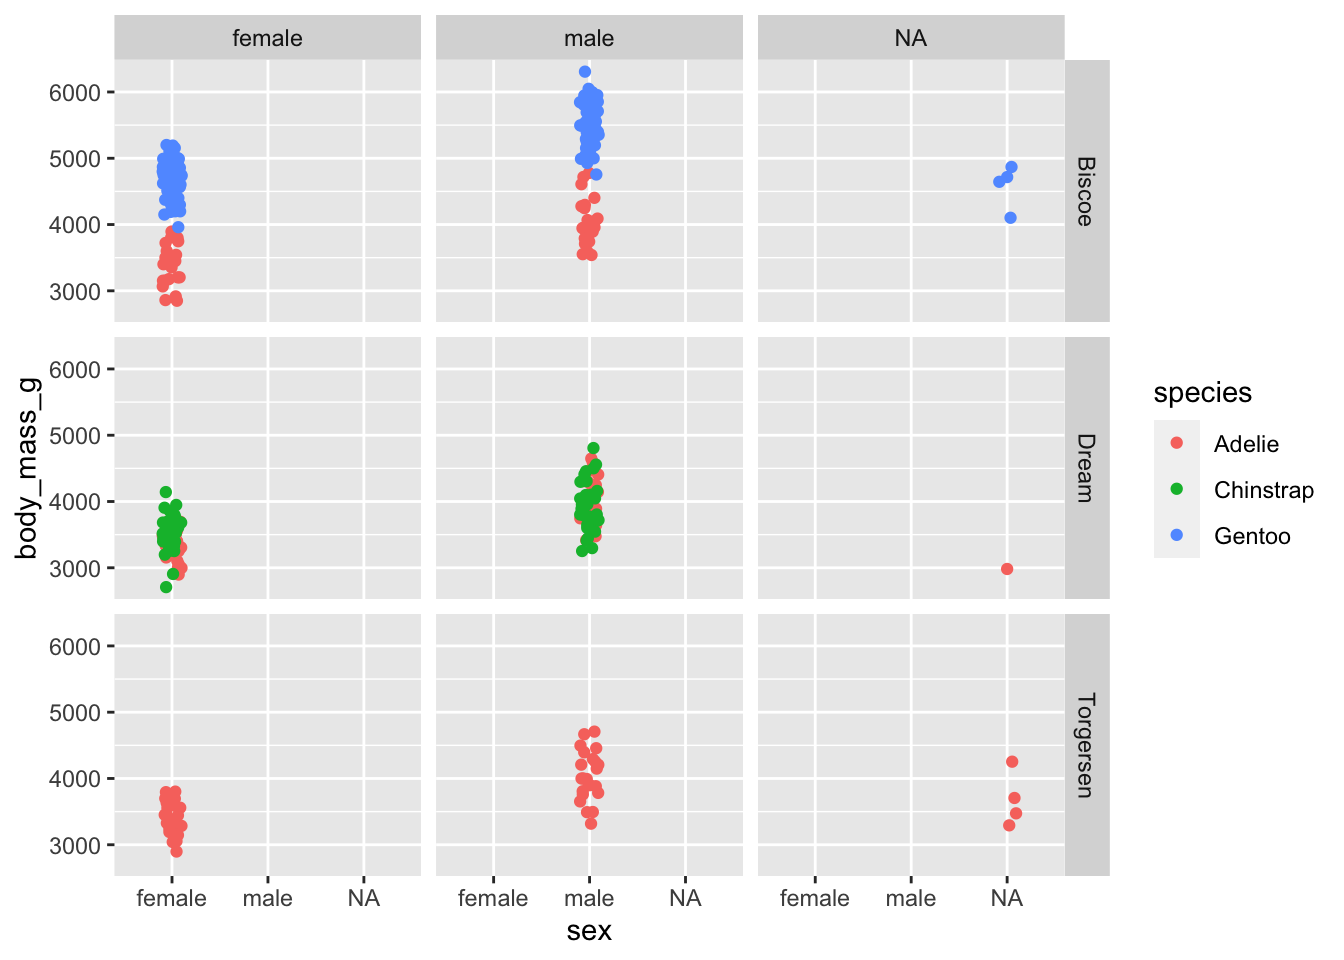 female male NA
6000
5000
4000
3000
Biscoe
6000
5000
4000
3000
Dream
6000
5000
4000
3000
Torgersen
body_mass_g
female male NA female male NA female male NA
sex
species
Adelie
Chinstrap
Gentoo